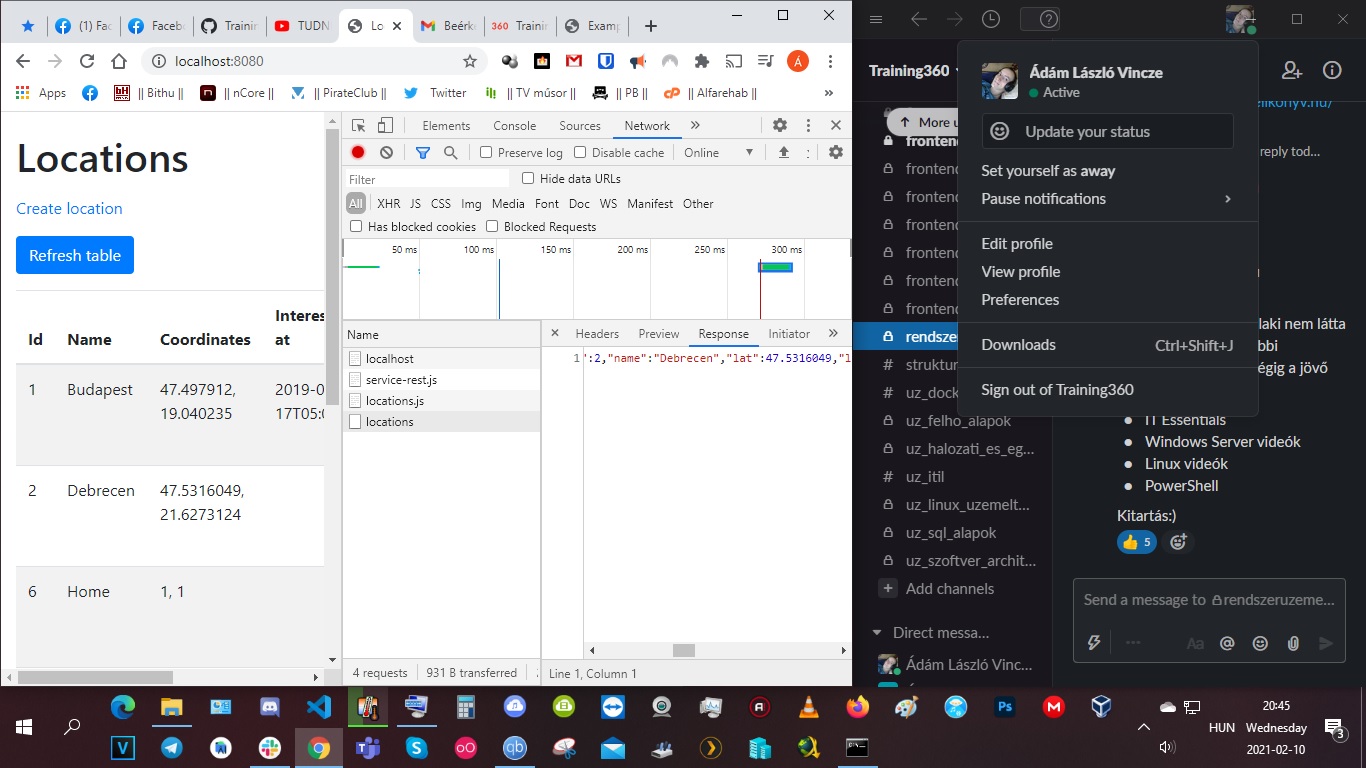 (1) Fac
Facebo
Trainin
TUDN
Lo
Beérke
360 Trainin
Examp
localhost:8080
Apps
|| Bithu ||
|| nCore ||
|| PirateClub ||
Twitter
|| TV műsor ||
|| PB ||
|| Alfarehab ||
Locations
Create location
Refresh table
Id Name Coordinates at
1 Budapest 47.497912, 2019-0
19.040235 17T05:0
2 Debrecen 47.5316049,
21.6273124
6 Home 1, 1
Elements Console Sources Network
Preserve log Disable cache Online
Filter Hide data URLs
All XHR JS CSS Img Media Font Doc WS Manifest Other
Has blocked cookies Blocked Requests
50 ms 100 ms 150 ms 200 ms 250 ms 300 ms
Name
localhost
service-rest.js
locations.js
locations
Headers Preview Response Initiator
1 ":2,"name":"Debrecen","lat":47.5316049,"l
4 requests 931 B transferred
Line 1, Column 1
Training360
More u
frontend
frontend
frontend
frontend
frontend
frontend
frontend
rendsze
struktur
uz_dock
uz_felho_alapok
uz_halozati_es_eg...
uz_itil
uz_linux_uzemelt...
uz_sql_alapok
uz_szoftver_archit...
Add channels
Direct messa...
Ádám László Vinc...
Ádám László Vincze
Active
Update your status
Set yourself as away
Pause notifications
Edit profile
View profile
Preferences
Downloads Ctrl+Shift+J
Sign out of Training360
elikonyv.hu/
reply tod...
laki nem látta
bbi
égig a jövő
IT Essentials
Windows Server videók
Linux videók
PowerShell
Kitartás:)
5
Send a message to rendszeruzeme...
20:45
HUN Wednesday
2021-02-10
3